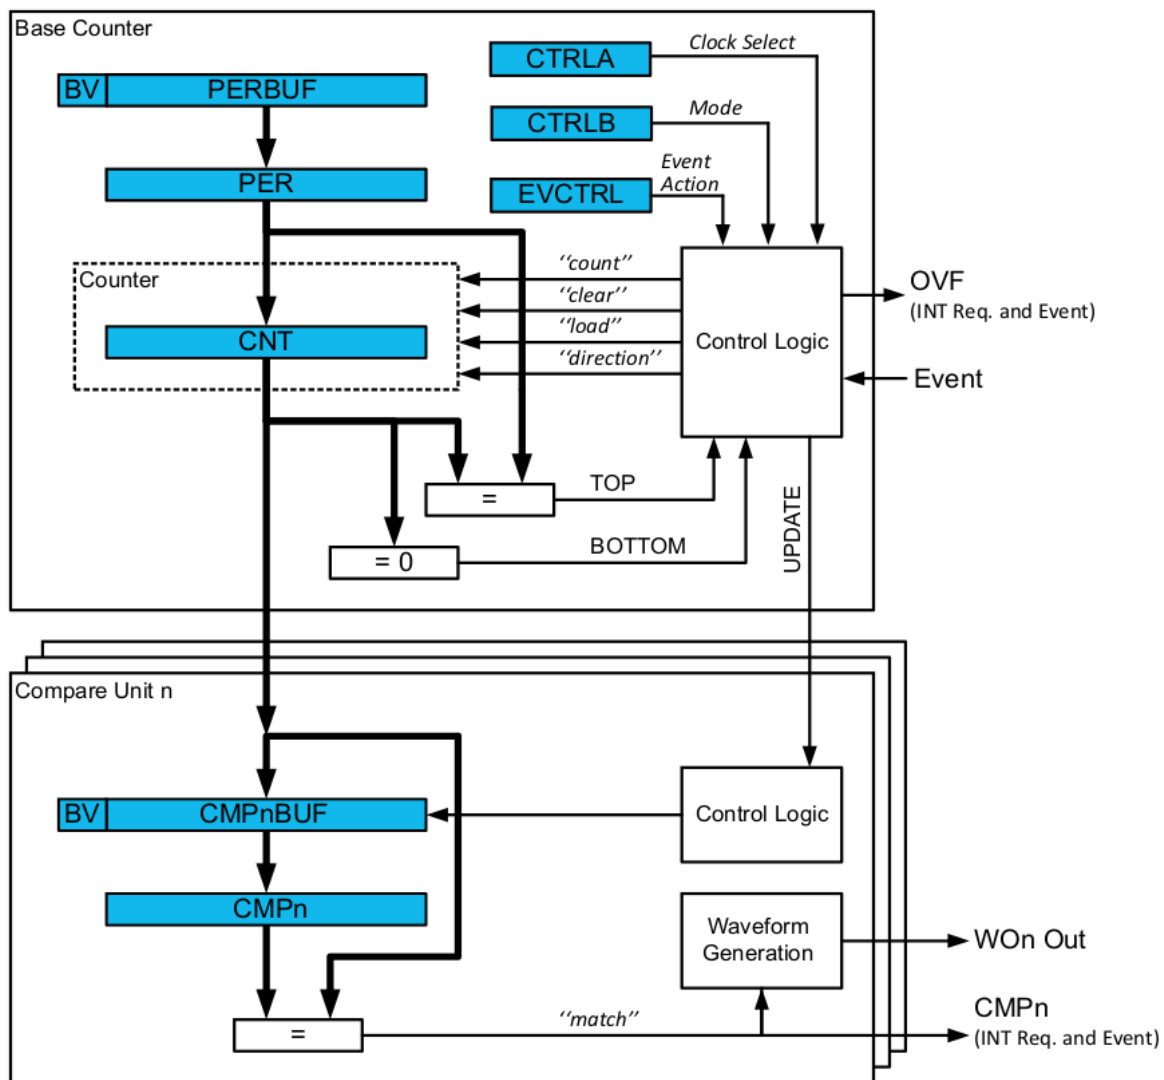 Base Counter
BV
PERBUF
PER
CTRLA
Clock Select
CTRLB
Mode
EVCTRL
Event
Action
Counter
CNT
"count"
"clear"
"load"
"direction"
Control Logic
OVF
(INT Req. and Event)
Event
=
TOP
= 0
BOTTOM
UPDATE
Compare Unit n
BV
CMPnBUF
Control Logic
CMPn
Waveform
Generation
WOn Out
=
"match"
CMPn
(INT Req. and Event)